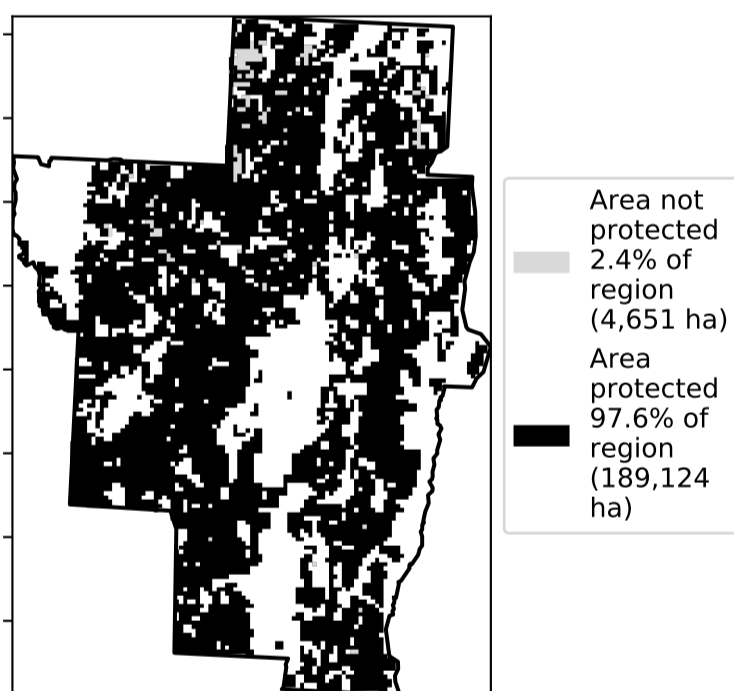 Area not
protected
2.4% of
region
(4,651 ha)
Area
protected
97.6% of
region
(189,124
ha)